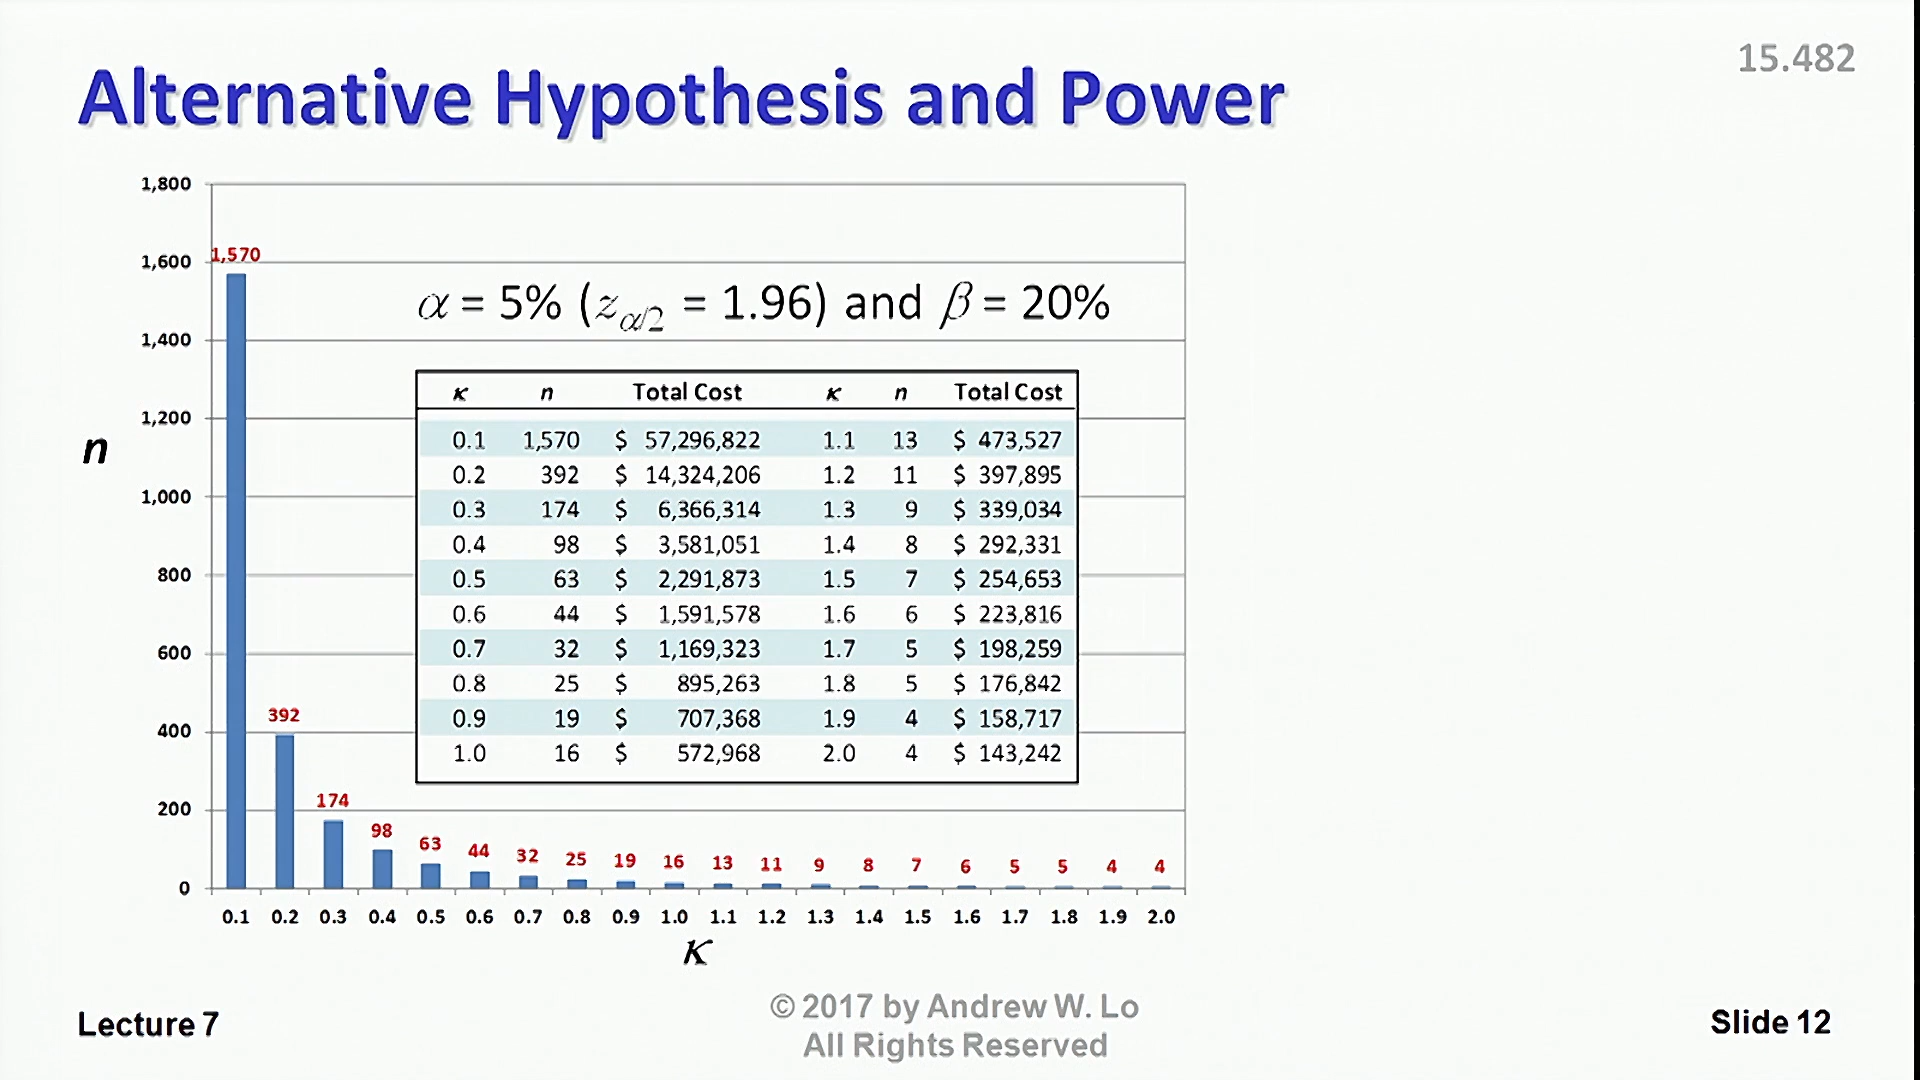 15.482
Alternative Hypothesis and Power
1,800
1,600
1,400
1,200
1,000
800
600
400
200
0
n
1,570
392
174
98
63
44
32
25
19
16
13
11
9
8
7
6
5
5
4
4
α = 5% (zα/2 = 1.96) and β = 20%
κ n Total Cost κ n Total Cost
0.1 1,570 $ 57,296,822 1.1 13 $ 473,527
0.2 392 $ 14,324,206 1.2 11 $ 397,895
0.3 174 $ 6,366,314 1.3 9 $ 339,034
0.4 98 $ 3,581,051 1.4 8 $ 292,331
0.5 63 $ 2,291,873 1.5 7 $ 254,653
0.6 44 $ 1,591,578 1.6 6 $ 223,816
0.7 32 $ 1,169,323 1.7 5 $ 198,259
0.8 25 $ 895,263 1.8 5 $ 176,842
0.9 19 $ 707,368 1.9 4 $ 158,717
1.0 16 $ 572,968 2.0 4 $ 143,242
0.1 0.2 0.3 0.4 0.5 0.6 0.7 0.8 0.9 1.0 1.1 1.2 1.3 1.4 1.5 1.6 1.7 1.8 1.9 2.0
κ
Lecture 7
© 2017 by Andrew W. Lo
All Rights Reserved
Slide 12